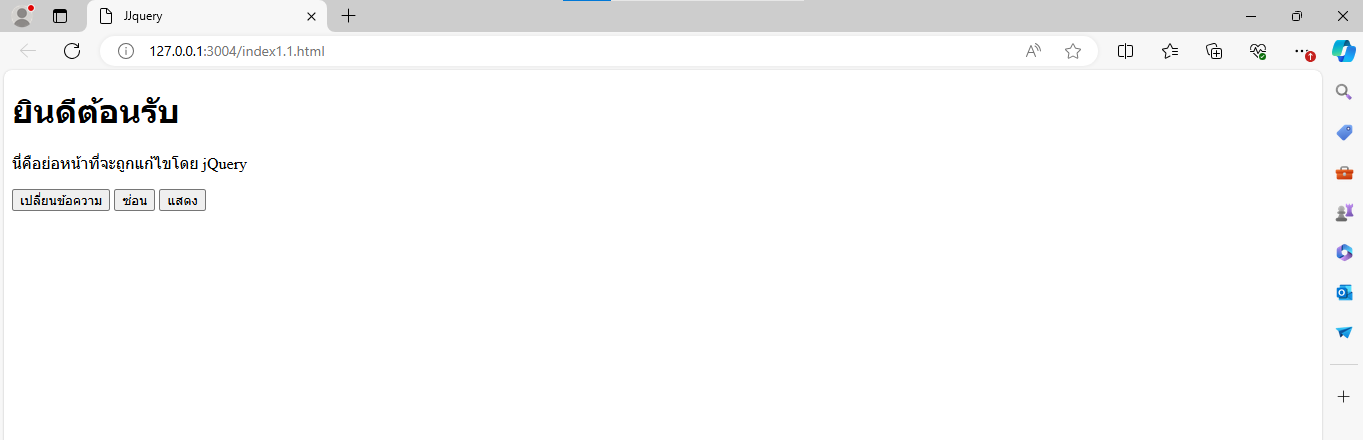 JJquery
127.0.0.1:3004/index1.1.html
ยินดีต้อนรับ
นี่คือย่อหน้าที่จะถูกแก้ไขโดย jQuery
เปลี่ยนข้อความ ซ่อน แสดง